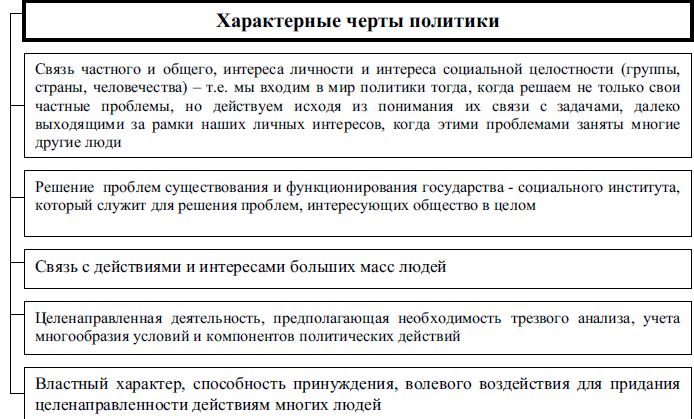 Характерные черты политики
Связь частного и общего, интереса личности и интереса социальной целостности (группы,
страны, человечества) – т.е. мы входим в мир политики тогда, когда решаем не только свои
частные проблемы, но действуем исходя из понимания их связи с задачами, далеко
выходящими за рамки наших личных интересов, когда этими проблемами заняты многие
другие люди
Решение проблем существования и функционирования государства - социального института,
который служит для решения проблем, интересующих общество в целом
Связь с действиями и интересами больших масс людей
Целенаправленная деятельность, предполагающая необходимость трезвого анализа, учета
многообразия условий и компонентов политических действий
Властный характер, способность принуждения, волевого воздействия для придания
целенаправленности действиям многих людей